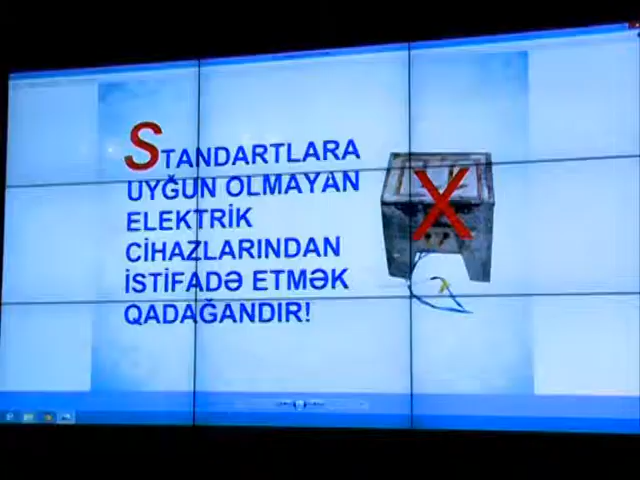 STANDARTLARA
UYĞUN OLMAYAN
ELEKTRİK
CİHAZLARINDAN
İSTİFADƏ ETMƏK
QADAĞANDIR!